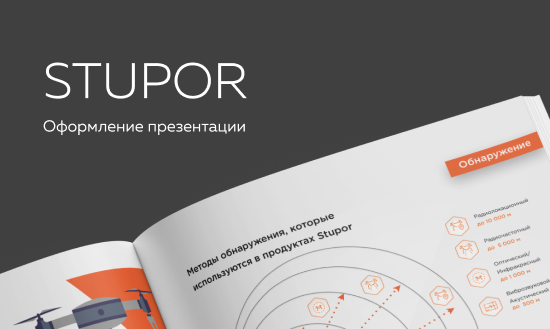 STUPOR
Оформление презентации
Обнаружение
Методы обнаружения, которые
используются в продуктах Stupor
Радиолокационный
до 10 000 м
Радиочастотный
до 5 000 м
Оптический/
Инфракрасный
до 1 000 м
Виброзвуковой
Акустический
до 500 м